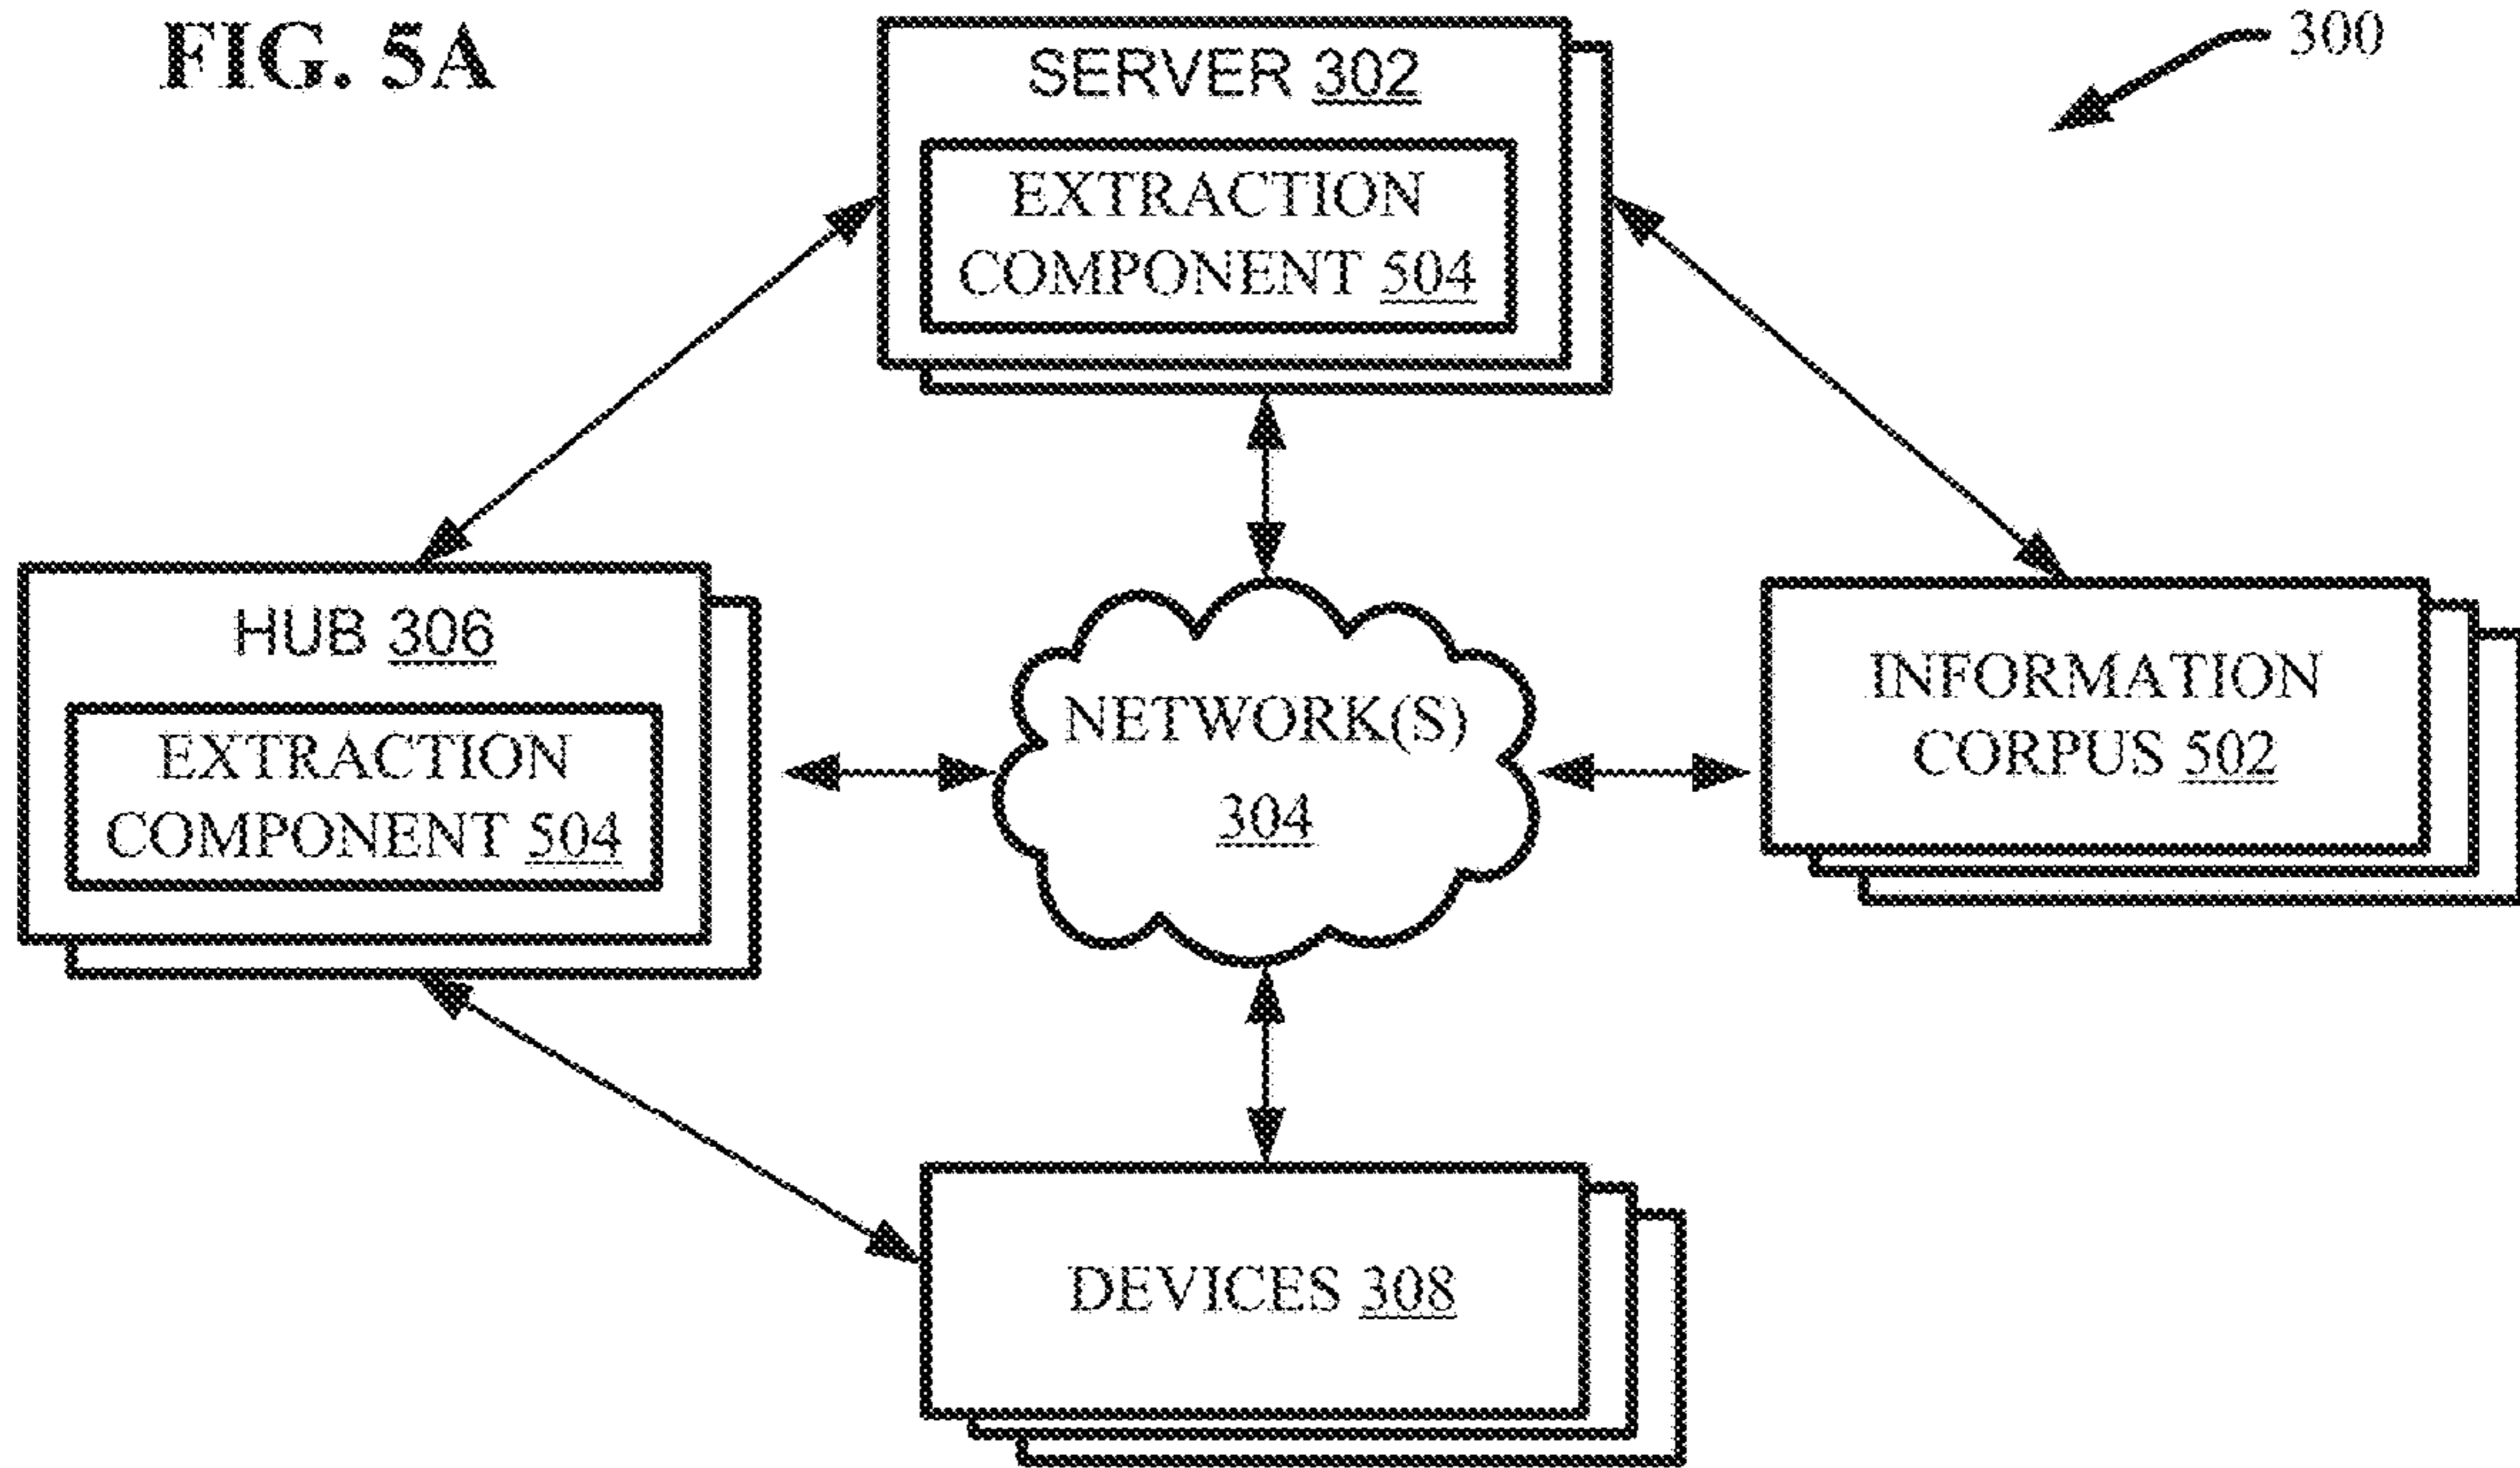 FIG. 5A
300
SERVER 302
EXTRACTION
COMPONENT 504
HUB 306
EXTRACTION
COMPONENT 504
NETWORK(S)
304
INFORMATION
CORPUS 502
DEVICES 308